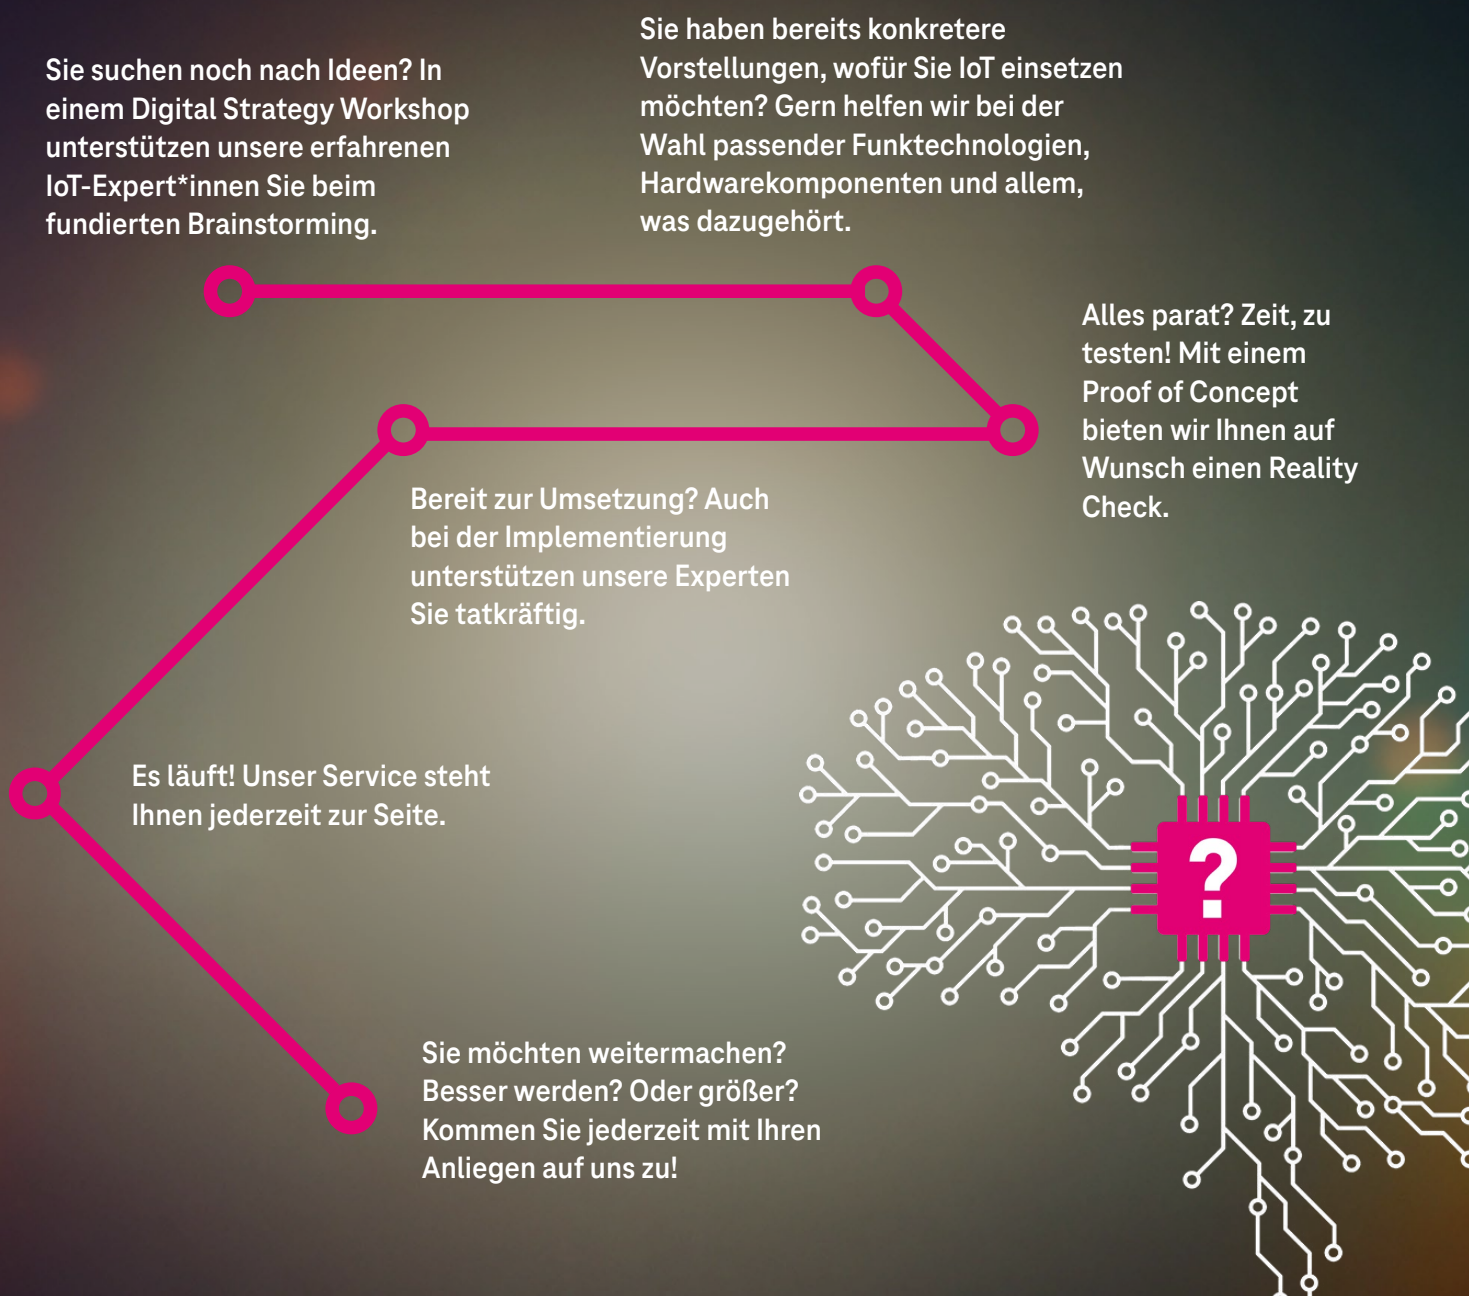 Sie suchen noch nach Ideen? In
einem Digital Strategy Workshop
unterstützen unsere erfahrenen
IoT-Expert*innen Sie beim
fundierten Brainstorming.
Sie haben bereits konkretere
Vorstellungen, wofür Sie IoT einsetzen
möchten? Gern helfen wir bei der
Wahl passender Funktechnologien,
Hardwarekomponenten und allem,
was dazugehört.
Alles parat? Zeit, zu
testen! Mit einem
Proof of Concept
bieten wir Ihnen auf
Wunsch einen Reality
Check.
Bereit zur Umsetzung? Auch
bei der Implementierung
unterstützen unsere Experten
Sie tatkräftig.
Es läuft! Unser Service steht
Ihnen jederzeit zur Seite.
Sie möchten weitermachen?
Besser werden? Oder größer?
Kommen Sie jederzeit mit Ihren
Anliegen auf uns zu!
?